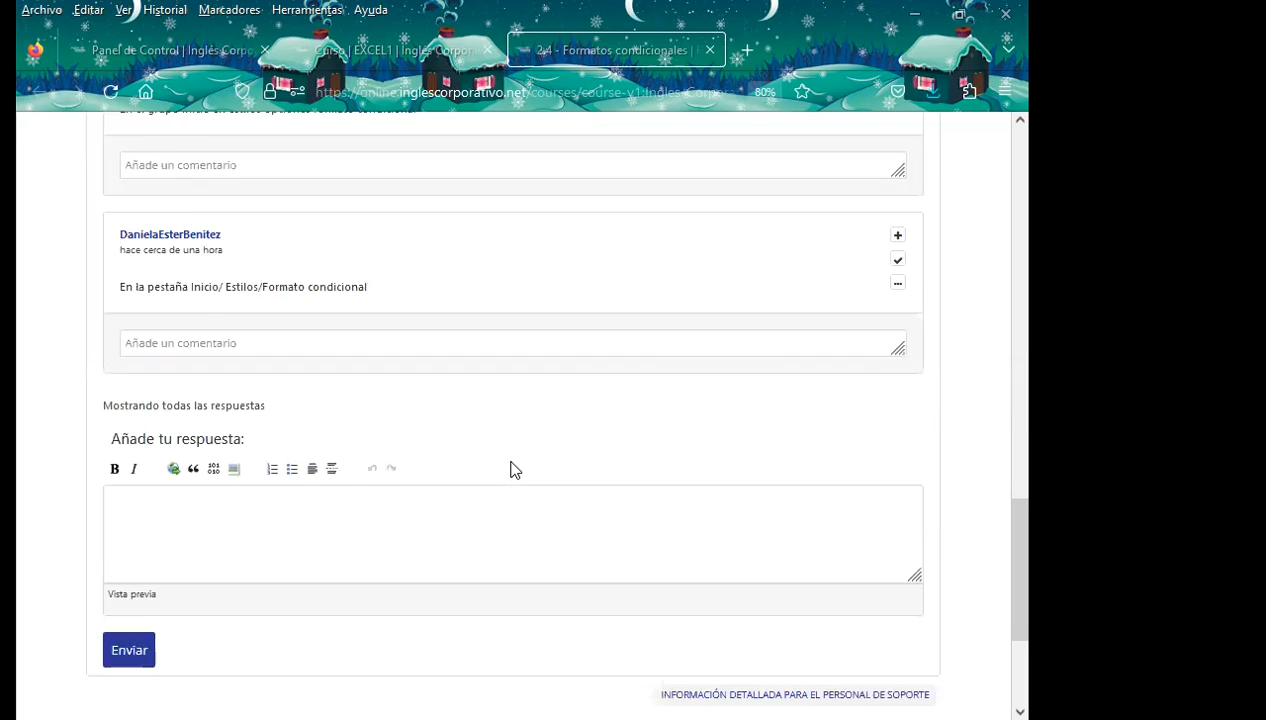 Archivo Editar Ver Historial Marcadores Herramientas Ayuda
Panel de Control | Inglés Corpo
Curso | EXCEL1 | Inglés Corpor
2.4 - Formatos condicionales |
https://online.inglescorporativo.net/courses/course-v1:Ingles-Corpora
80%
Añade un comentario
DanielaEsterBenitez
hace cerca de una hora
En la pestaña Inicio/ Estilos/Formato condicional
Añade un comentario
Mostrando todas las respuestas
Añade tu respuesta:
B I
Vista previa
Enviar
INFORMACIÓN DETALLADA PARA EL PERSONAL DE SOPORTE